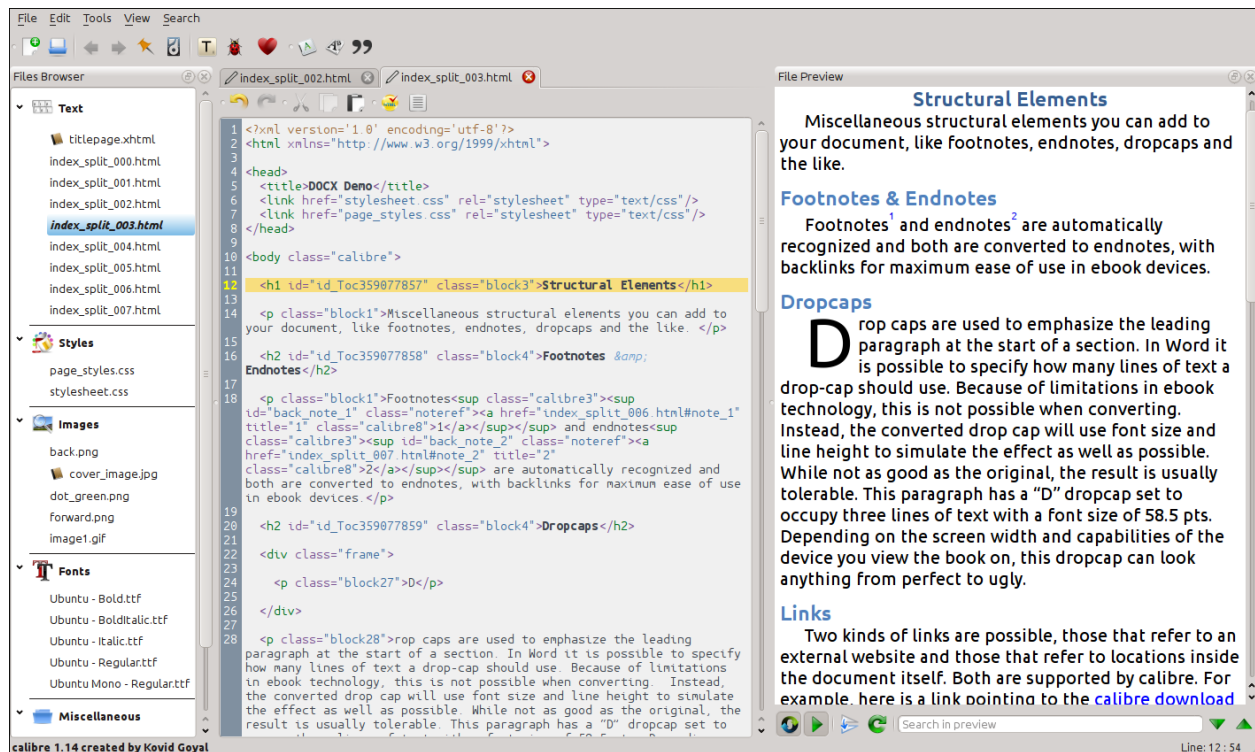 File Edit Tools View Search
Files Browser
Text
titlepage.xhtml
index_split_000.html
index_split_001.html
index_split_002.html
index_split_003.html
index_split_004.html
index_split_005.html
index_split_006.html
index_split_007.html
Styles
page_styles.css
stylesheet.css
Images
back.png
cover_image.jpg
dot_green.png
forward.png
image1.gif
Fonts
Ubuntu - Bold.ttf
Ubuntu - BoldItalic.ttf
Ubuntu - Italic.ttf
Ubuntu - Regular.ttf
Ubuntu Mono - Regular.ttf
Miscellaneous
index_split_002.html index_split_003.html
1 <?xml version='1.0' encoding='utf-8'?>
2 <html xmlns="http://www.w3.org/1999/xhtml">
3
4 <head>
5 <title>DOCX Demo</title>
6 <link href="stylesheet.css" rel="stylesheet" type="text/css"/>
7 <link href="page_styles.css" rel="stylesheet" type="text/css"/>
8 </head>
9
10 <body class="calibre">
11
12 <h1 id="id_Toc359077857" class="block3">Structural Elements</h1>
13
14 <p class="block1">Miscellaneous structural elements you can add to
your document, like footnotes, endnotes, dropcaps and the like. </p>
15
16 <h2 id="id_Toc359077858" class="block4">Footnotes &amp;
Endnotes</h2>
17
18 <p class="block1">Footnotes<sup class="calibre3"><sup
id="back_note_1" class="noteref"><a href="index_split_006.html#note_1"
title="1" class="calibre8">1</a></sup></sup> and endnotes<sup
class="calibre3"><sup id="back_note_2" class="noteref"><a
href="index_split_007.html#note_2" title="2"
class="calibre8">2</a></sup></sup> are automatically recognized and
both are converted to endnotes, with backlinks for maximum ease of use
in ebook devices.</p>
19
20 <h2 id="id_Toc359077859" class="block4">Dropcaps</h2>
21
22 <div class="frame">
23
24 <p class="block27">D</p>
25
26 </div>
27
28 <p class="block28">rop caps are used to emphasize the leading
paragraph at the start of a section. In Word it is possible to specify
how many lines of text a drop-cap should use. Because of limitations
in ebook technology, this is not possible when converting. Instead,
the converted drop cap will use font size and line height to simulate
the effect as well as possible. While not as good as the original, the
result is usually tolerable. This paragraph has a "D" dropcap set to
File Preview
Structural Elements
Miscellaneous structural elements you can add to
your document, like footnotes, endnotes, dropcaps and
the like.
Footnotes & Endnotes
Footnotes1 and endnotes2 are automatically
recognized and both are converted to endnotes, with
backlinks for maximum ease of use in ebook devices.
Dropcaps
Drop caps are used to emphasize the leading
paragraph at the start of a section. In Word it
is possible to specify how many lines of text a
drop-cap should use. Because of limitations in ebook
technology, this is not possible when converting.
Instead, the converted drop cap will use font size and
line height to simulate the effect as well as possible.
While not as good as the original, the result is usually
tolerable. This paragraph has a “D” dropcap set to
occupy three lines of text with a font size of 58.5 pts.
Depending on the screen width and capabilities of the
device you view the book on, this dropcap can look
anything from perfect to ugly.
Links
Two kinds of links are possible, those that refer to an
external website and those that refer to locations inside
the document itself. Both are supported by calibre. For
example, here is a link pointing to the calibre download
Search in preview
calibre 1.14 created by Kovid Goyal
Line: 12 : 54